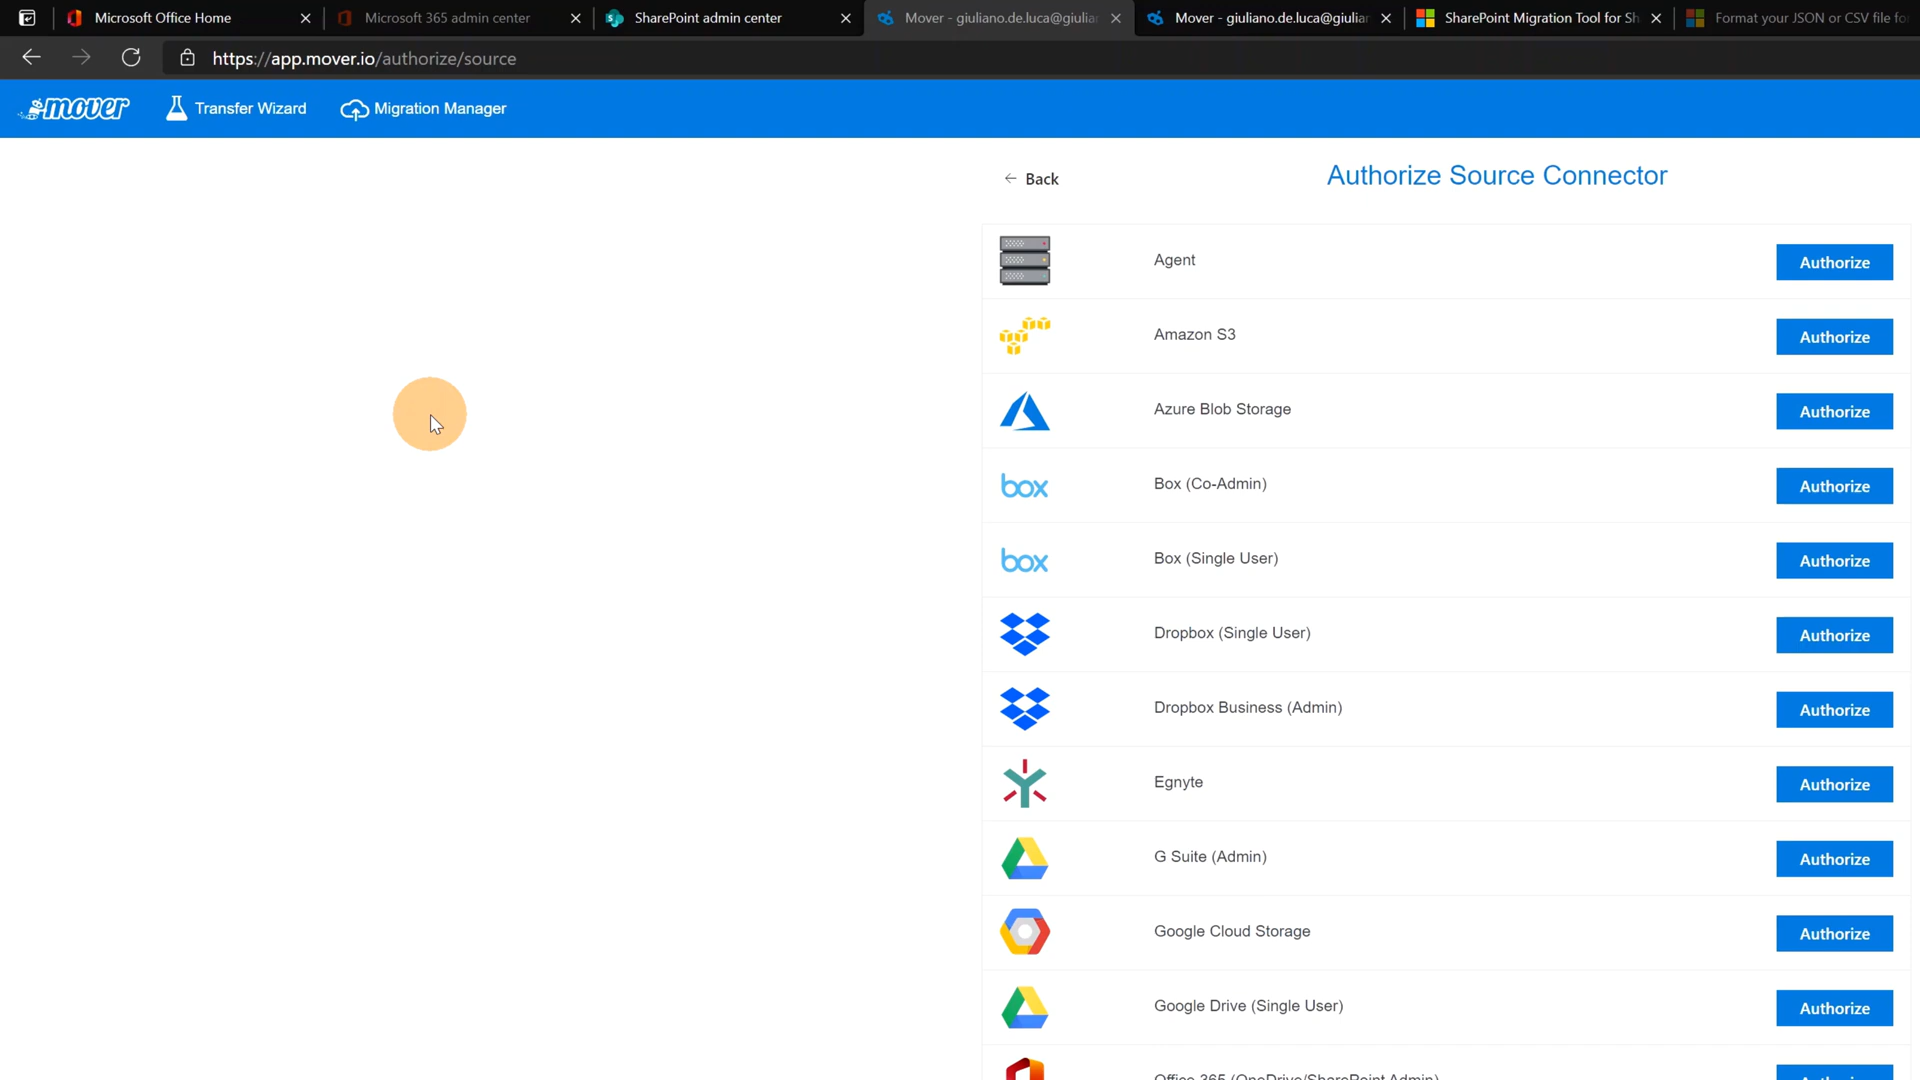 Microsoft Office Home
Microsoft 365 admin center
SharePoint admin center
Mover - giuliano.de.luca@giulian
Mover - giuliano.de.luca@giulian
SharePoint Migration Tool for Sh
Format your JSON or CSV file for
https://app.mover.io/authorize/source
mover
Transfer Wizard
Migration Manager
Back
Authorize Source Connector
Agent
Authorize
Amazon S3
Authorize
Azure Blob Storage
Authorize
box
Box (Co-Admin)
Authorize
box
Box (Single User)
Authorize
Dropbox (Single User)
Authorize
Dropbox Business (Admin)
Authorize
Egnyte
Authorize
G Suite (Admin)
Authorize
Google Cloud Storage
Authorize
Google Drive (Single User)
Authorize
Office 365 (OneDrive/SharePoint Admin)
Authorize